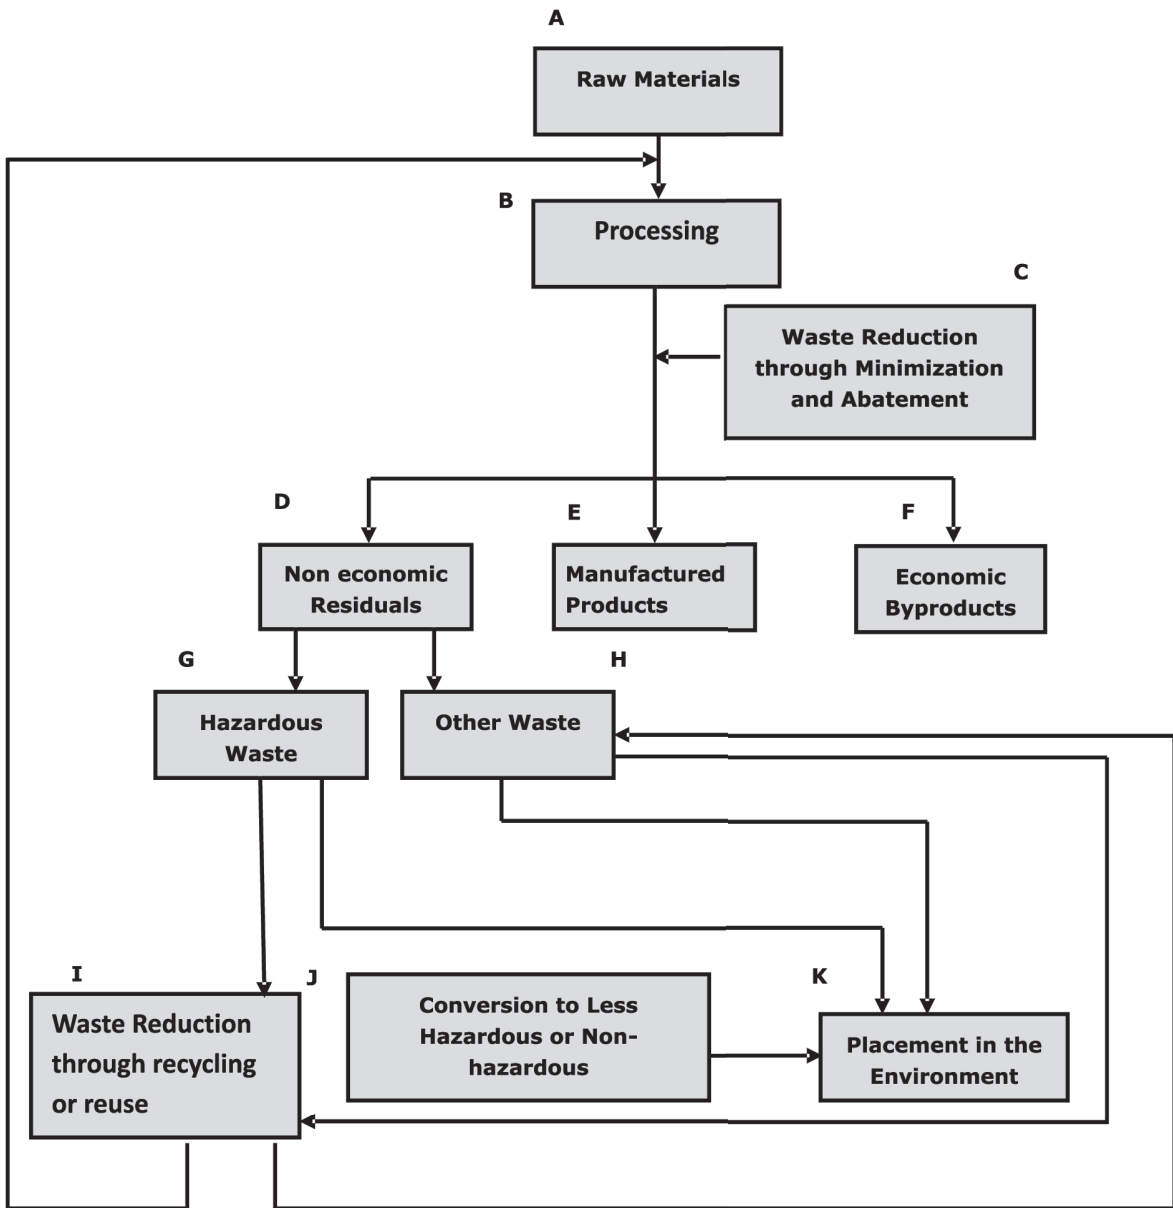 A
Raw Materials
B
Processing
C
Waste Reduction
through Minimization
and Abatement
D
Non economic
Residuals
E
Manufactured
Products
F
Economic
Byproducts
G
Hazardous
Waste
H
Other Waste
I
Waste Reduction
through recycling
or reuse
J
Conversion to Less
Hazardous or Non-
hazardous
K
Placement in the
Environment